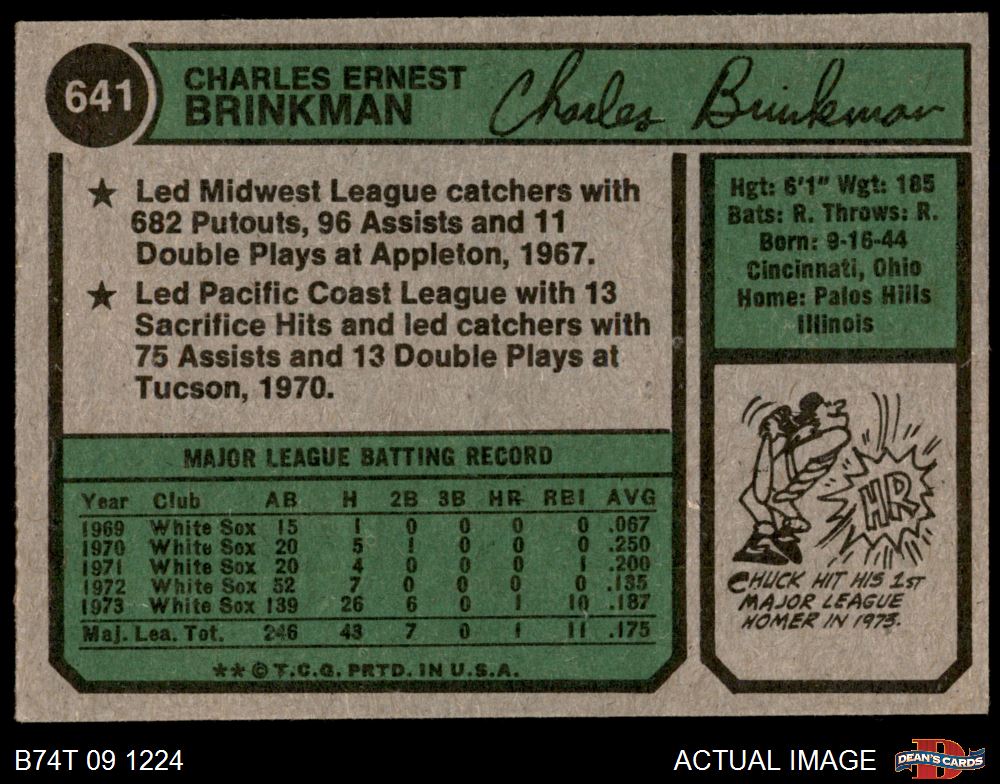 641
CHARLES ERNEST
BRINKMAN
Charles Brinkman
★ Led Midwest League catchers with
682 Putouts, 96 Assists and 11
Double Plays at Appleton, 1967.
★ Led Pacific Coast League with 13
Sacrifice Hits and led catchers with
75 Assists and 13 Double Plays at
Tucson, 1970.
Hgt: 6'1" Wgt: 185
Bats: R. Throws: R.
Born: 9-16-44
Cincinnati, Ohio
Home: Palos Hills
Illinois
MAJOR LEAGUE BATTING RECORD
Year Club AB H 2B 3B HR RBI AVG
1969 White Sox 15 1 0 0 0 0 .067
1970 White Sox 20 5 1 0 0 0 .250
1971 White Sox 20 4 0 0 0 1 .200
1972 White Sox 52 7 0 0 0 0 .135
1973 White Sox 139 26 6 0 1 10 .187
Maj. Lea. Tot. 246 43 7 0 1 11 .175
**© T.C.G. PRTD. IN U.S.A.
HR
CHUCK HIT HIS 1ST
MAJOR LEAGUE
HOMER IN 1973.
B74T 09 1224
ACTUAL IMAGE
D
DEAN'S CARDS